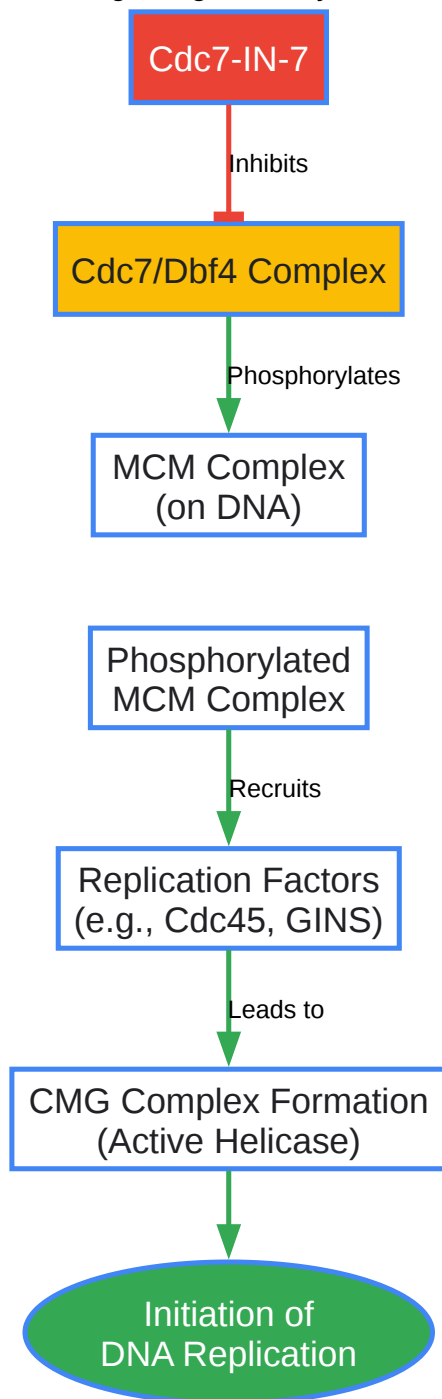 Cdc7-IN-7
Inhibits
Cdc7/Dbf4 Complex
Phosphorylates
MCM Complex
(on DNA)
Phosphorylated
MCM Complex
Recruits
Replication Factors
(e.g., Cdc45, GINS)
Leads to
CMG Complex Formation
(Active Helicase)
Initiation of
DNA Replication